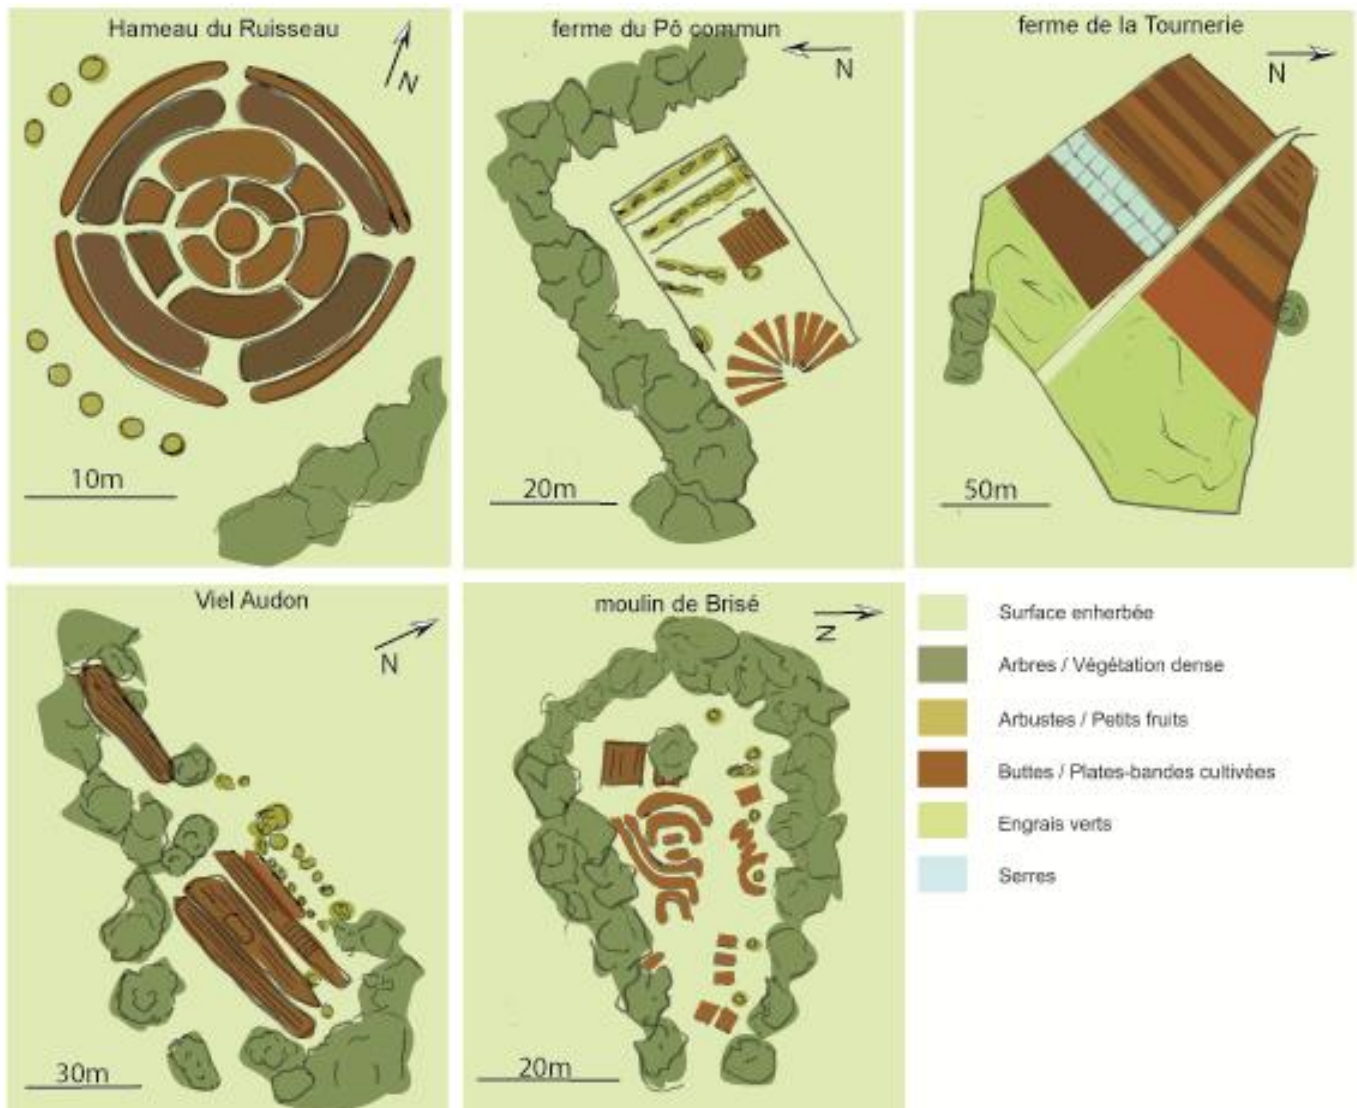 Hameau du Ruisseau
N
10m
ferme du Pô commun
N
20m
ferme de la Tournerie
N
50m
Viel Audon
N
30m
moulin de Brisé
N
20m
Surface enherbée
Arbres / Végétation dense
Arbustes / Petits fruits
Buttes / Plates-bandes cultivées
Engrais verts
Serres